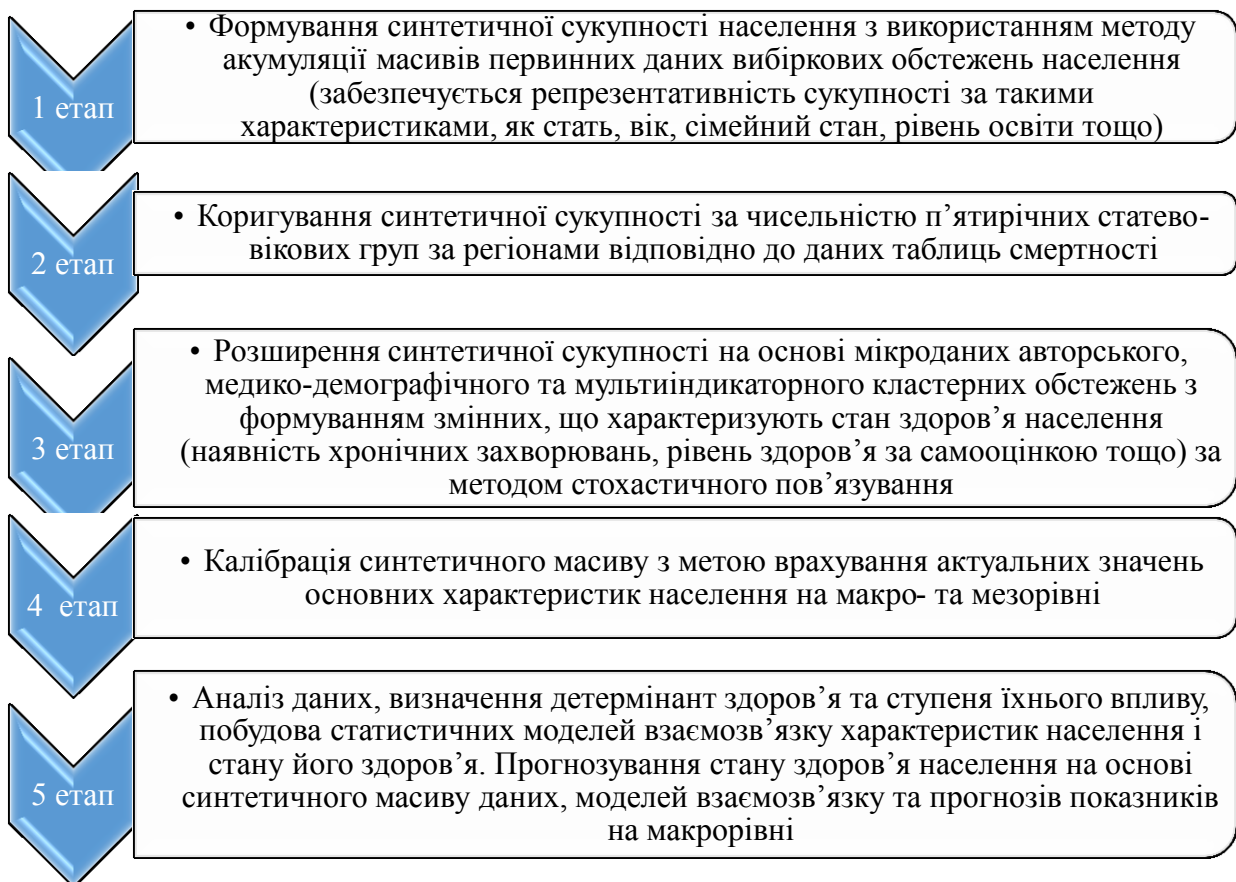 1 етап
• Формування синтетичної сукупності населення з використанням методу
акумуляції масивів первинних даних вибіркових обстежень населення
(забезпечується репрезентативність сукупності за такими
характеристиками, як стать, вік, сімейний стан, рівень освіти тощо)
2 етап
• Коригування синтетичної сукупності за чисельністю п’ятирічних статево-
вікових груп за регіонами відповідно до даних таблиць смертності
3 етап
• Розширення синтетичної сукупності на основі мікроданих авторського,
медико-демографічного та мультиіндикаторного кластерних обстежень з
формуванням змінних, що характеризують стан здоров’я населення
(наявність хронічних захворювань, рівень здоров’я за самооцінкою тощо) за
методом стохастичного пов’язування
4 етап
• Калібрація синтетичного масиву з метою врахування актуальних значень
основних характеристик населення на макро- та мезорівні
5 етап
• Аналіз даних, визначення детермінант здоров’я та ступеня їхнього впливу,
побудова статистичних моделей взаємозв’язку характеристик населення і
стану його здоров’я. Прогнозування стану здоров’я населення на основі
синтетичного масиву даних, моделей взаємозв’язку та прогнозів показників
на макрорівні